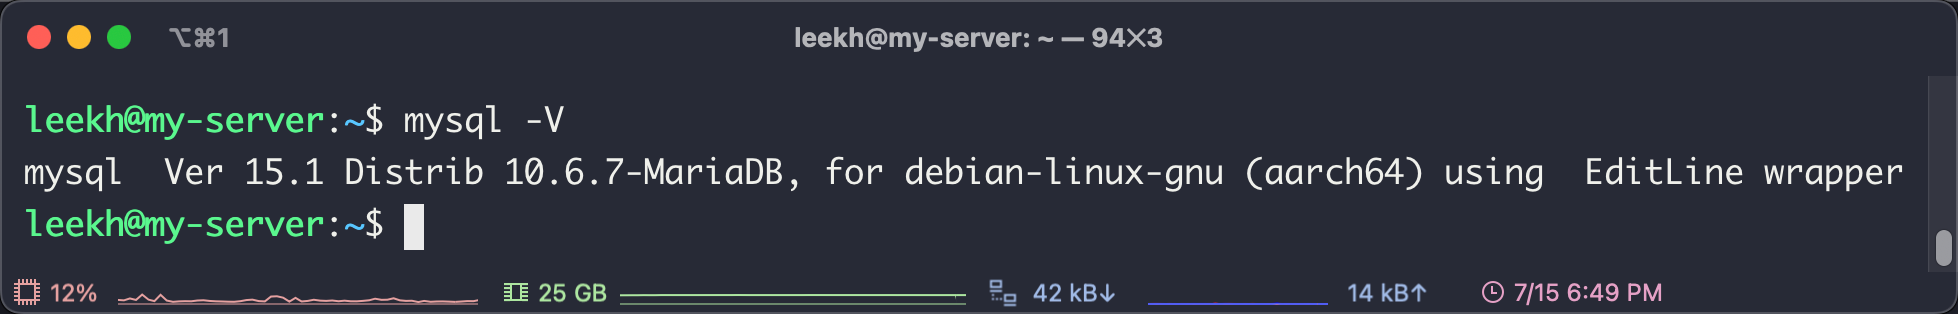 ⌥⌘1 leekh@my-server: ~ — 94×3
leekh@my-server:~$ mysql -V
mysql  Ver 15.1 Distrib 10.6.7-MariaDB, for debian-linux-gnu (aarch64) using  EditLine wrapper
leekh@my-server:~$
12% 25 GB 42 kB↓ 14 kB↑ 7/15 6:49 PM